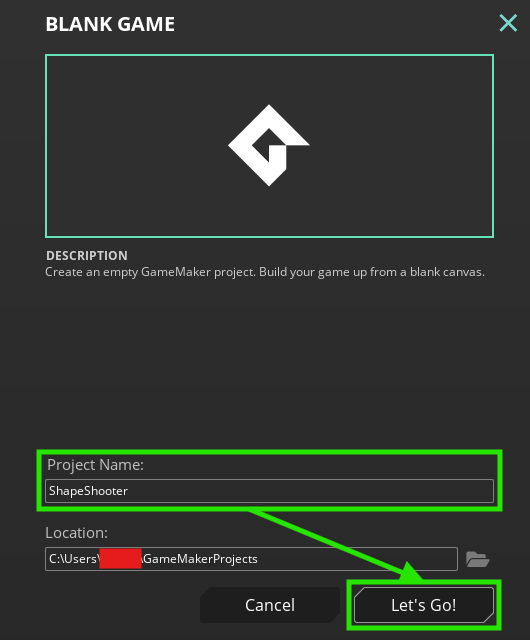 BLANK GAME
DESCRIPTION
Create an empty GameMaker project. Build your game up from a blank canvas.
Project Name:
ShapeShooter
Location:
C:\Users\ \GameMakerProjects
Cancel
Let's Go!